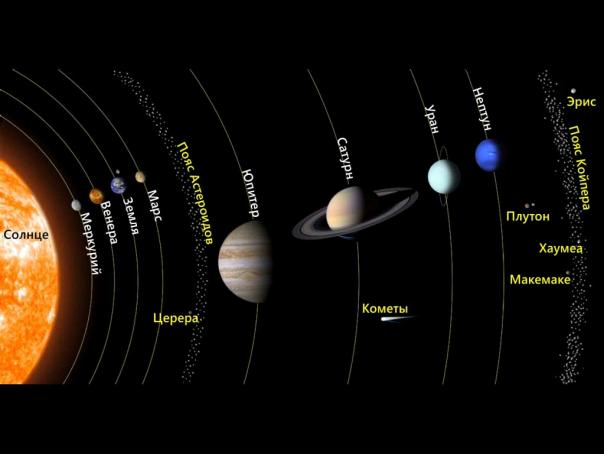 Солнце
Меркурий
Венера
Земля
Марс
Пояс Астероидов
Церера
Юпитер
Сатурн
Кометы
Уран
Нептун
Плутон
Эрис
Пояс Койпера
Хаумеа
Макемаке